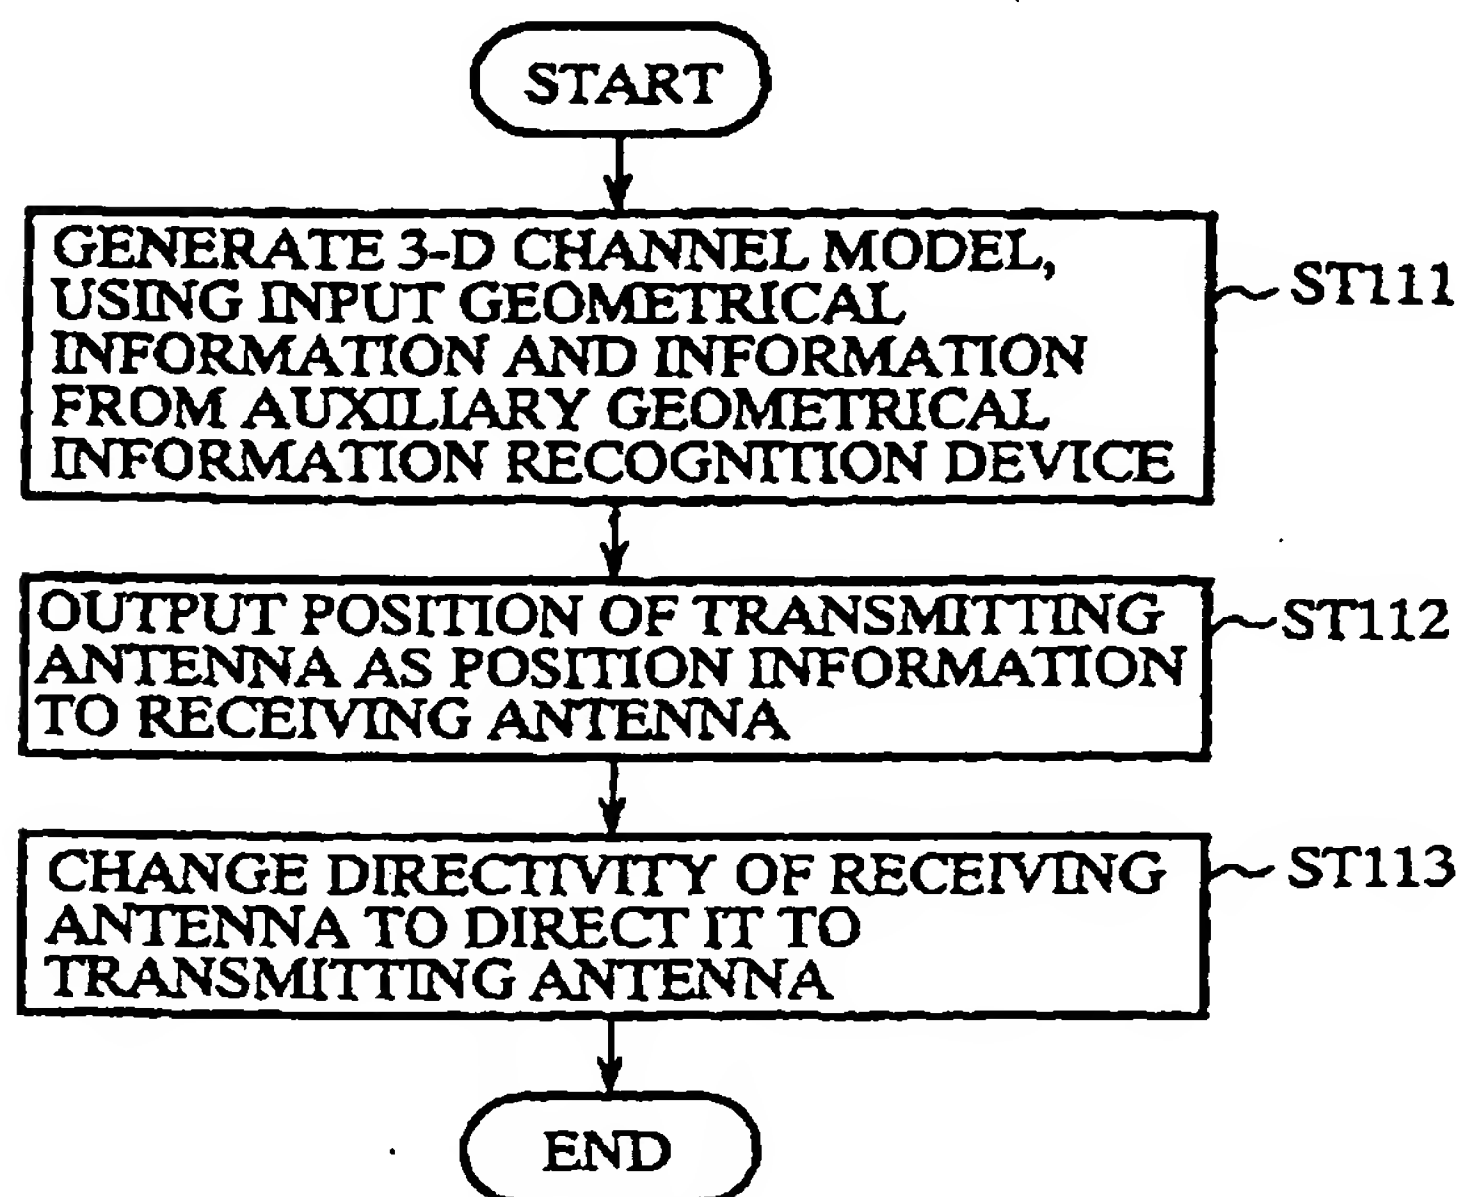 START
GENERATE 3-D CHANNEL MODEL,
USING INPUT GEOMETRICAL
INFORMATION AND INFORMATION
FROM AUXILIARY GEOMETRICAL
INFORMATION RECOGNITION DEVICE
ST111
OUTPUT POSITION OF TRANSMITTING
ANTENNA AS POSITION INFORMATION
TO RECEIVING ANTENNA
ST112
CHANGE DIRECTIVITY OF RECEIVING
ANTENNA TO DIRECT IT TO
TRANSMITTING ANTENNA
ST113
END